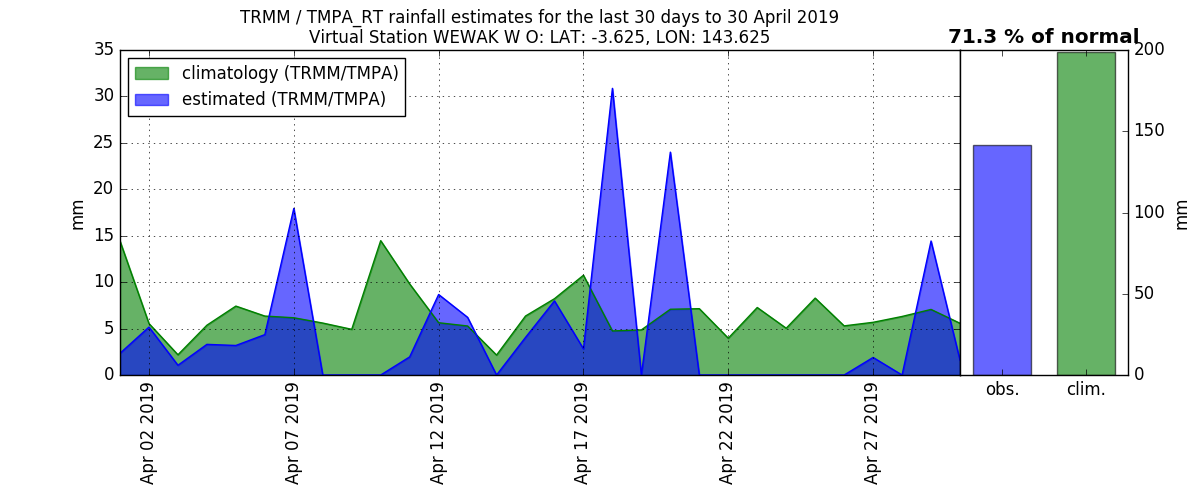 TRMM / TMPA_RT rainfall estimates for the last 30 days to 30 April 2019
Virtual Station WEWAK W O: LAT: -3.625, LON: 143.625
71.3 % of normal
climatology (TRMM/TMPA)
estimated (TRMM/TMPA)
35
30
25
20
15
10
5
0
mm
Apr 02 2019
Apr 07 2019
Apr 12 2019
Apr 17 2019
Apr 22 2019
Apr 27 2019
200
150
100
50
0
mm
obs.
clim.